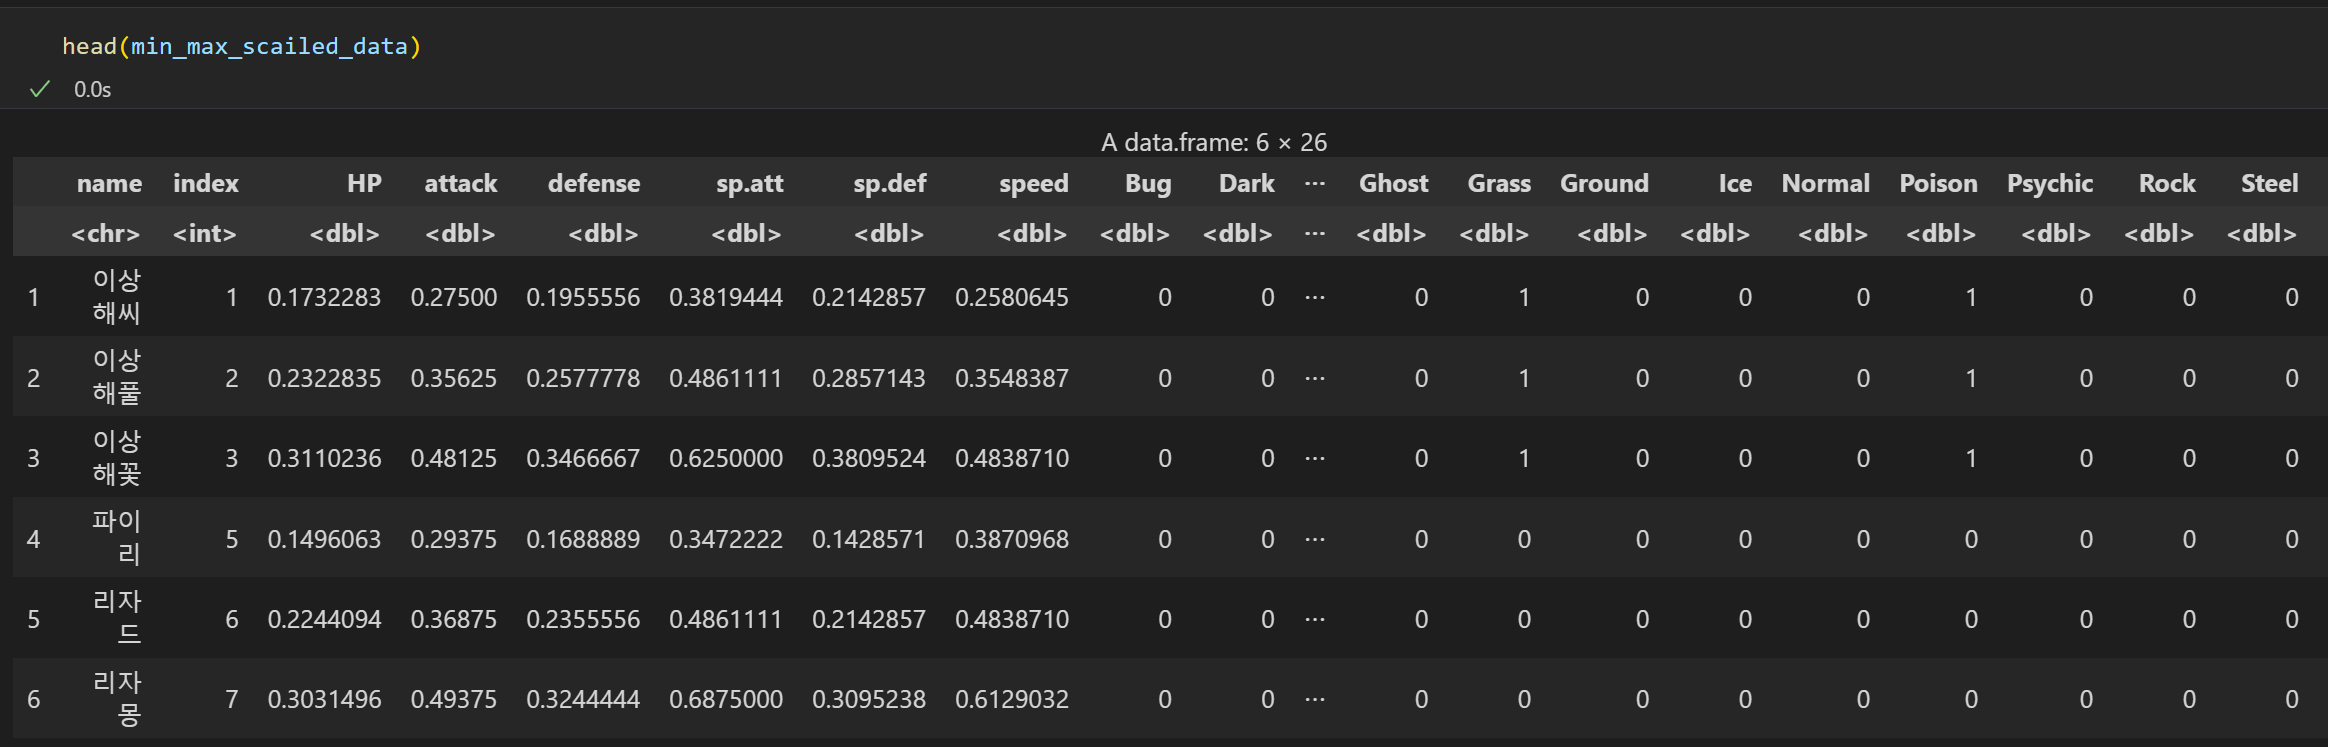 head(min_max_scailed_data)
0.0s
A data.frame: 6 × 26
name index HP attack defense sp.att sp.def speed Bug Dark ⋯ Ghost Grass Ground Ice Normal Poison Psychic Rock Steel
<chr> <int> <dbl> <dbl> <dbl> <dbl> <dbl> <dbl> <dbl> <dbl> ⋯ <dbl> <dbl> <dbl> <dbl> <dbl> <dbl> <dbl> <dbl> <dbl>
1 이상해씨 1 0.1732283 0.27500 0.1955556 0.3819444 0.2142857 0.2580645 0 0 ⋯ 0 1 0 0 0 1 0 0 0
2 이상해풀 2 0.2322835 0.35625 0.2577778 0.4861111 0.2857143 0.3548387 0 0 ⋯ 0 1 0 0 0 1 0 0 0
3 이상해꽃 3 0.3110236 0.48125 0.3466667 0.6250000 0.3809524 0.4838710 0 0 ⋯ 0 1 0 0 0 1 0 0 0
4 파이리 5 0.1496063 0.29375 0.1688889 0.3472222 0.1428571 0.3870968 0 0 ⋯ 0 0 0 0 0 0 0 0 0
5 리자드 6 0.2244094 0.36875 0.2355556 0.4861111 0.2142857 0.4838710 0 0 ⋯ 0 0 0 0 0 0 0 0 0
6 리자몽 7 0.3031496 0.49375 0.3244444 0.6875000 0.3095238 0.6129032 0 0 ⋯ 0 0 0 0 0 0 0 0 0